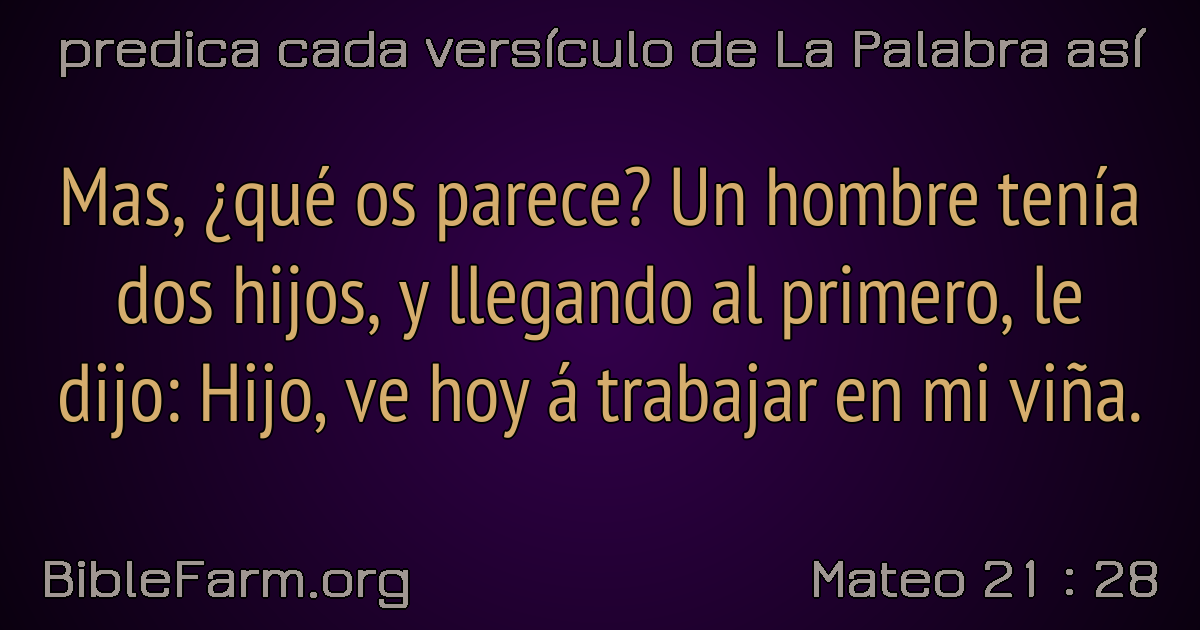 predica cada versículo de La Palabra así
Mas, ¿qué os parece? Un hombre tenía
dos hijos, y llegando al primero, le
dijo: Hijo, ve hoy á trabajar en mi viña.
BibleFarm.org
Mateo 21 : 28